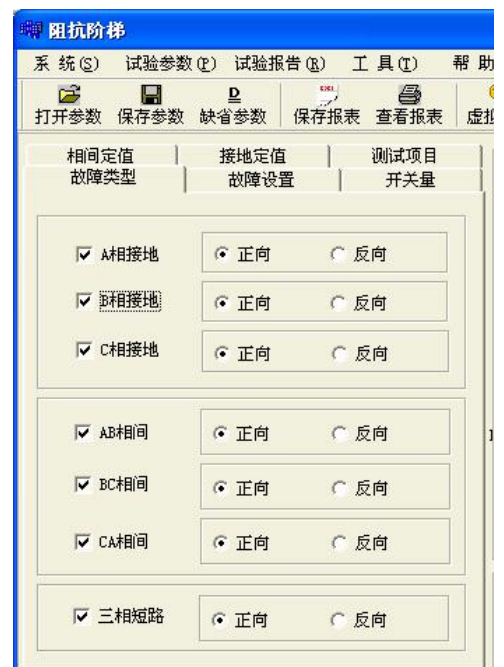 阻抗阶梯
系 统(S) 试验参数(P) 试验报告(R) 工 具(T) 帮 助
打开参数 保存参数 缺省参数 保存报表 查看报表 虚拟
相间定值 接地定值 测试项目
故障类型 故障设置 开关量
A相接地 正向 反向
B相接地 正向 反向
C相接地 正向 反向
AB相间 正向 反向
BC相间 正向 反向
CA相间 正向 反向
三相短路 正向 反向